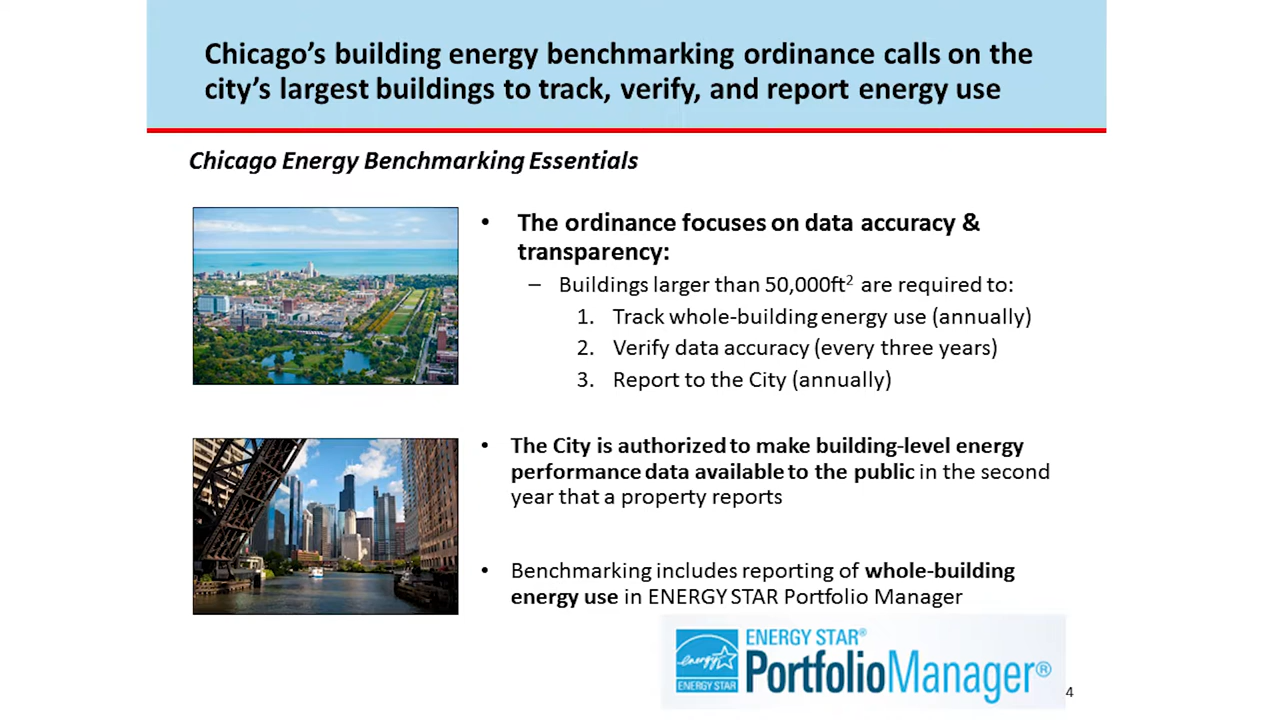 Chicago’s building energy benchmarking ordinance calls on the
city’s largest buildings to track, verify, and report energy use
Chicago Energy Benchmarking Essentials
• The ordinance focuses on data accuracy &
transparency:
– Buildings larger than 50,000ft² are required to:
1. Track whole-building energy use (annually)
2. Verify data accuracy (every three years)
3. Report to the City (annually)
• The City is authorized to make building-level energy
performance data available to the public in the second
year that a property reports
• Benchmarking includes reporting of whole-building
energy use in ENERGY STAR Portfolio Manager
energy
ENERGY STAR
ENERGY STAR®
PortfolioManager®
4